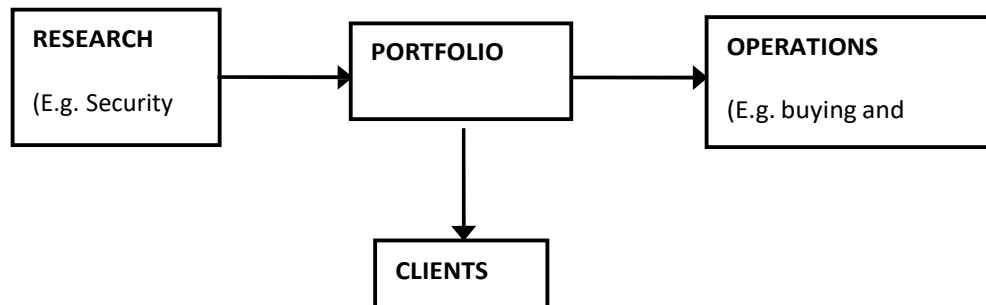 RESEARCH
(E.g. Security
PORTFOLIO
OPERATIONS
(E.g. buying and
CLIENTS